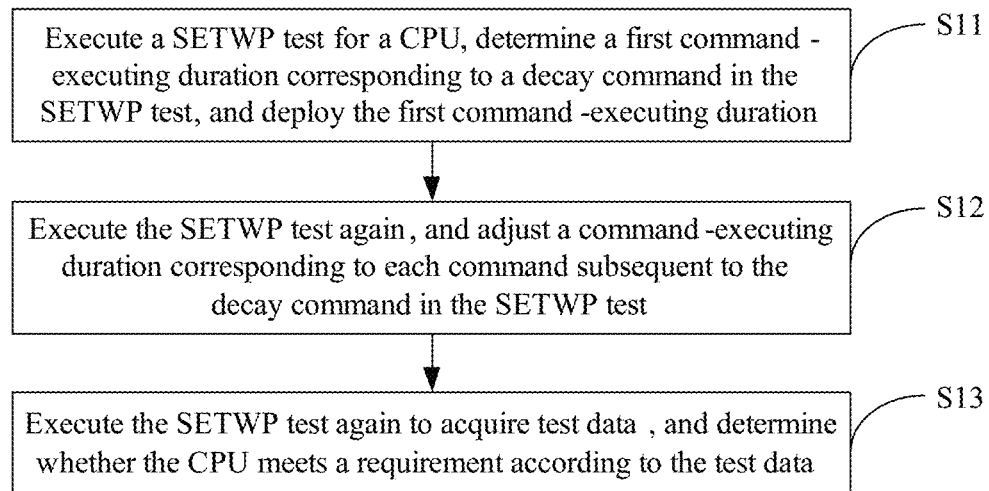 Execute a SETWP test for a CPU, determine a first command -
executing duration corresponding to a decay command in the
SETWP test, and deploy the first command -executing duration
S11
Execute the SETWP test again , and adjust a command -executing
duration corresponding to each command subsequent to the
decay command in the SETWP test
S12
Execute the SETWP test again to acquire test data , and determine
whether the CPU meets a requirement according to the test data
S13